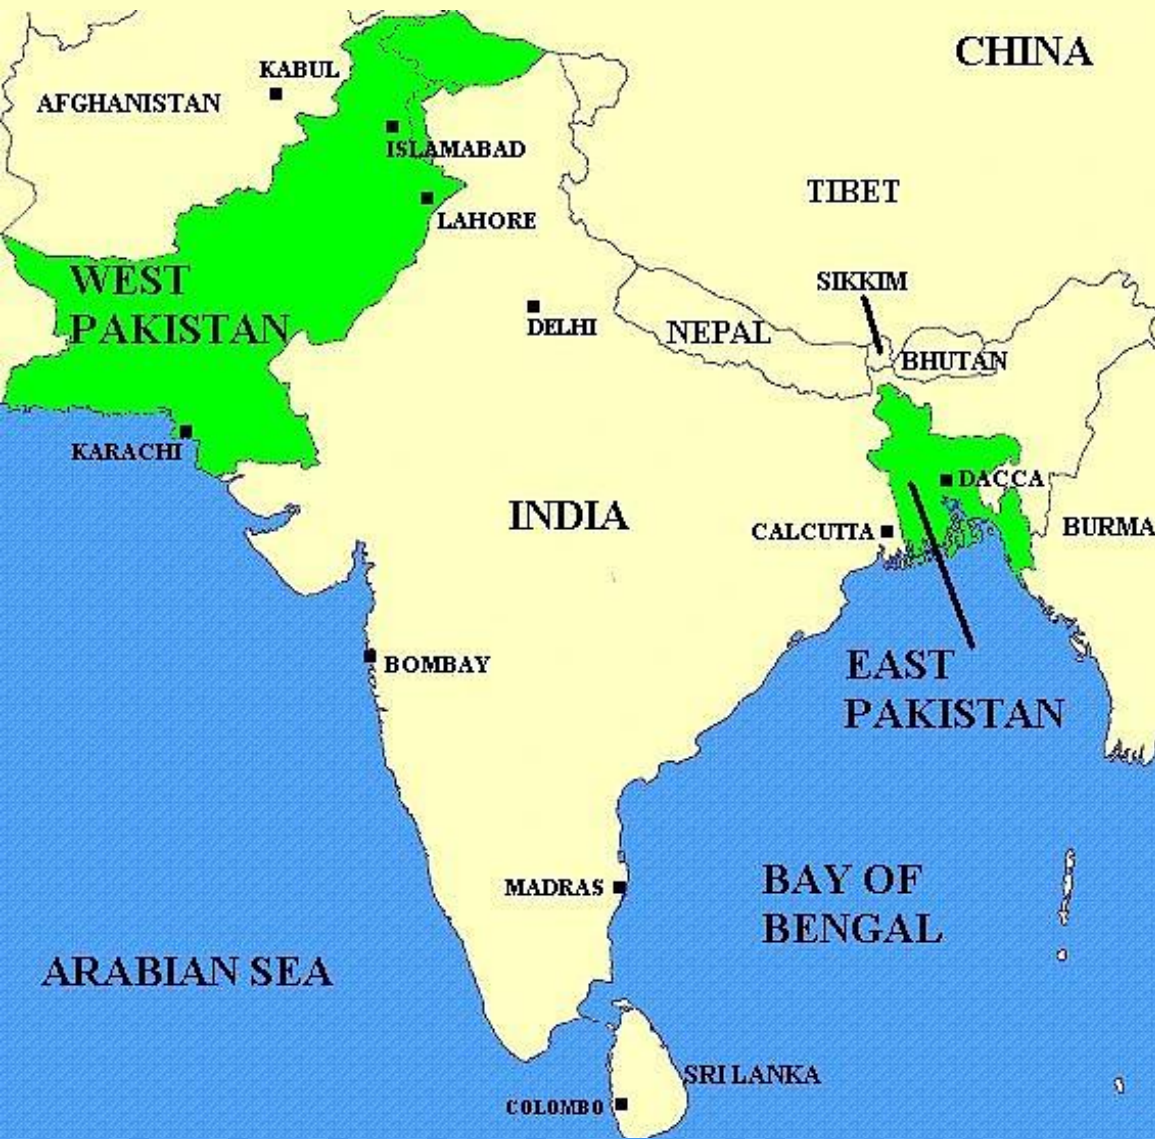 CHINA
KABUL
AFGHANISTAN
ISLAMABAD
TIBET
LAHORE
WEST
PAKISTAN
SIKKIM
DELHI
NEPAL
BHUTAN
KARACHI
DACCA
INDIA
CALCUTTA
BURMA
BOMBAY
EAST
PAKISTAN
MADRAS
BAY OF
BENGAL
ARABIAN SEA
SRI LANKA
COLOMBO